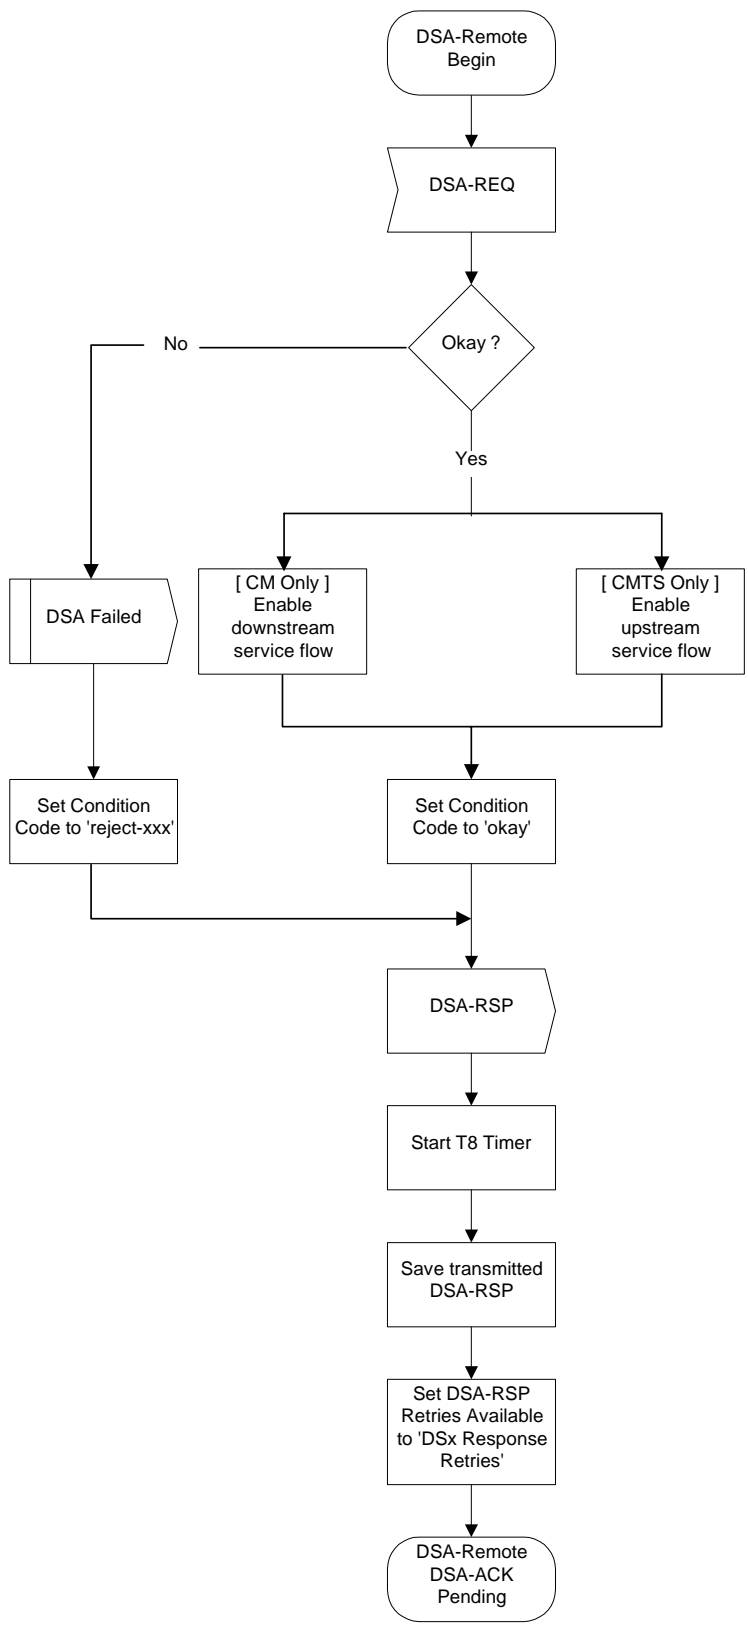 DSA-Remote
Begin
DSA-REQ
Okay ?
No
Yes
DSA Failed
[ CM Only ]
Enable
downstream
service flow
[ CMTS Only ]
Enable
upstream
service flow
Set Condition
Code to 'reject-xxx'
Set Condition
Code to 'okay'
DSA-RSP
Start T8 Timer
Save transmitted
DSA-RSP
Set DSA-RSP
Retries Available
to 'DSx Response
Retries'
DSA-Remote
DSA-ACK
Pending